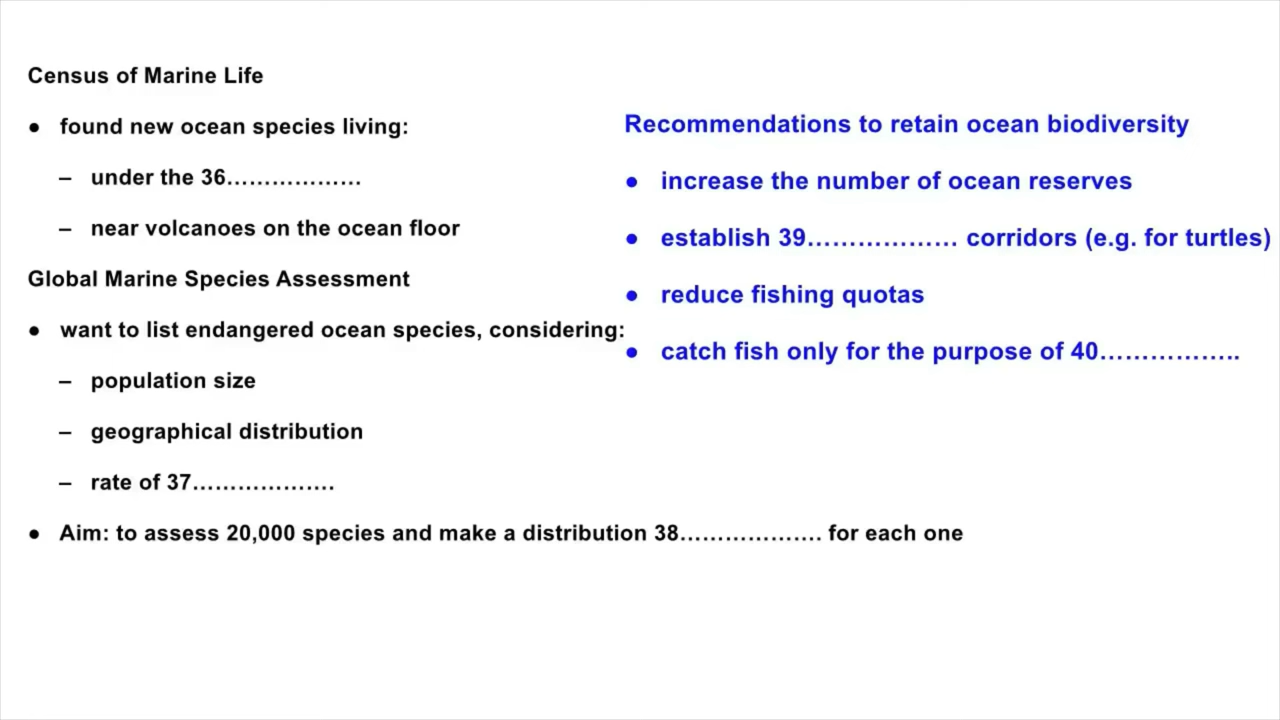 Census of Marine Life
● found new ocean species living:
– under the 36………………
– near volcanoes on the ocean floor
Global Marine Species Assessment
● want to list endangered ocean species, considering:
– population size
– geographical distribution
– rate of 37……………….
● Aim: to assess 20,000 species and make a distribution 38………………. for each one
Recommendations to retain ocean biodiversity
● increase the number of ocean reserves
● establish 39……………… corridors (e.g. for turtles)
● reduce fishing quotas
● catch fish only for the purpose of 40……………..